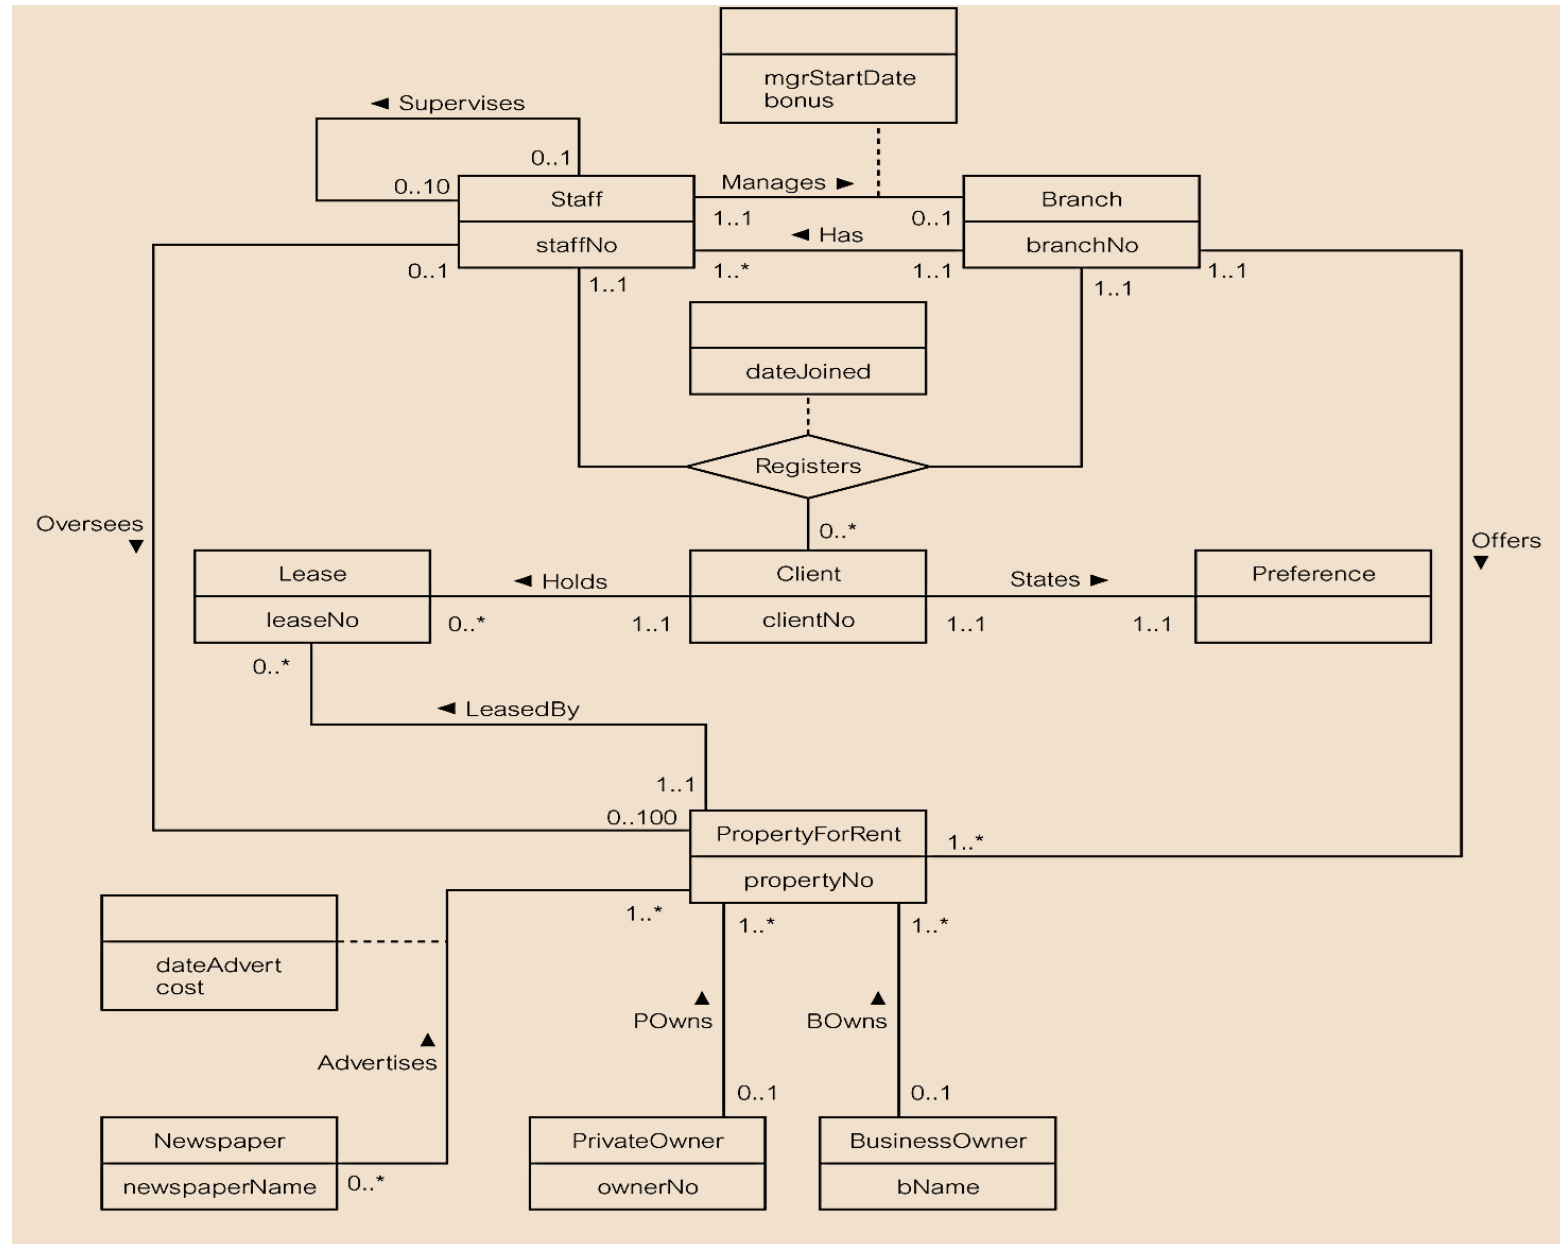 mgrStartDate
bonus
◄ Supervises
0..1
0..10
Staff
staffNo
Manages ►
1..1
0..1
◄ Has
1..*
1..1
Branch
branchNo
0..1
1..1
1..1
1..1
dateJoined
Registers
0..*
Oversees
▼
Offers
▼
Lease
leaseNo
◄ Holds
0..*
1..1
Client
clientNo
States ►
1..1
1..1
Preference
0..*
◄ LeasedBy
1..1
0..100
PropertyForRent
propertyNo
1..*
1..*
1..*
1..*
dateAdvert
cost
▲
POwns
▲
BOwns
▲
Advertises
0..1
0..1
Newspaper
newspaperName
0..*
PrivateOwner
ownerNo
BusinessOwner
bName